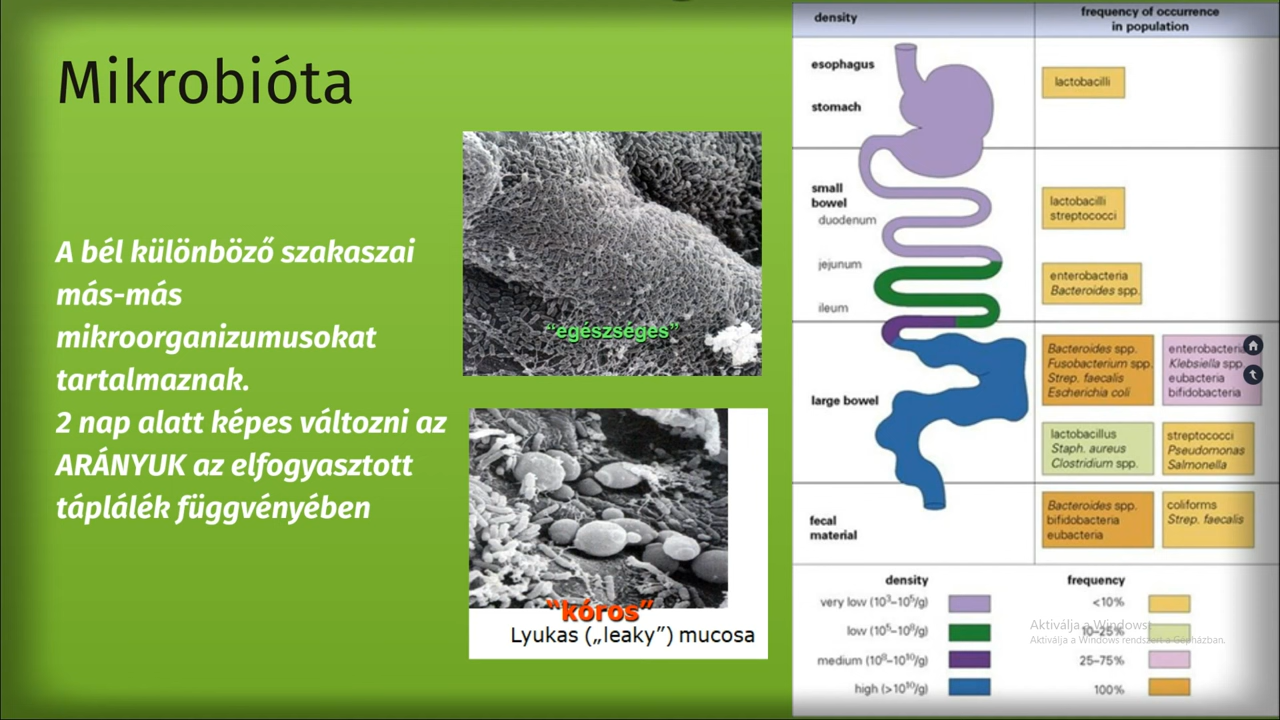 Mikrobióta
A bél különböző szakaszai
más-más
mikroorganizumusokat
tartalmaznak.
2 nap alatt képes változni az
ARÁNYUK az elfogyasztott
táplálék függvényében
“egészséges”
“kóros”
Lyukas („leaky”) mucosa
density
frequency of occurrence
in population
esophagus
lactobacilli
stomach
small
bowel
duodenum
lactobacilli
streptococci
jejunum
enterobacteria
Bacteroides spp.
ileum
large bowel
Bacteroides spp.
Fusobacterium spp.
Strep. faecalis
Escherichia coli
enterobacteria
Klebsiella spp.
eubacteria
bifidobacteria
lactobacillus
Staph. aureus
Clostridium spp.
streptococci
Pseudomonas
Salmonella
fecal
material
Bacteroides spp.
bifidobacteria
eubacteria
coliforms
Strep. faecalis
density
frequency
very low (10³–10⁵/g)
<10%
low (10⁵–10⁸/g)
10–25%
medium (10⁸–10¹⁰/g)
25–75%
high (>10¹⁰/g)
100%
Aktiválja a Windows:
Aktiválja a Windows rendszert a Gépházban.